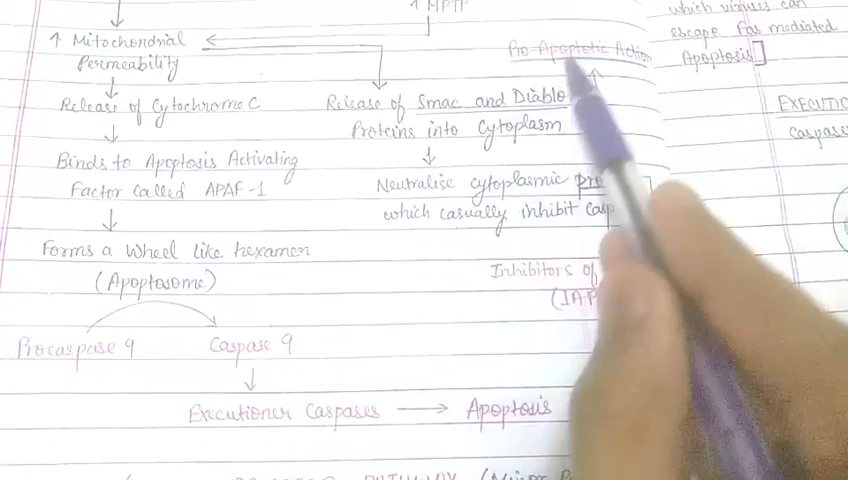 ↑ MPTP
↑ Mitochondrial
Permeability
Pro-Apoptotic Action
Release of Cytochrome C
Release of Smac and Diablo
Proteins into Cytoplasm
Binds to Apoptosis Activating
Factor called APAF-1
Neutralise cytoplasmic
which casually inhibit
Forms a wheel like hexamer
(Apoptosome)
Inhibitors of
Procaspase 9
Caspase 9
Executioner Caspases → Apoptosis
PATHWAY
which viruses can
escape Fas mediated
Apoptosis]